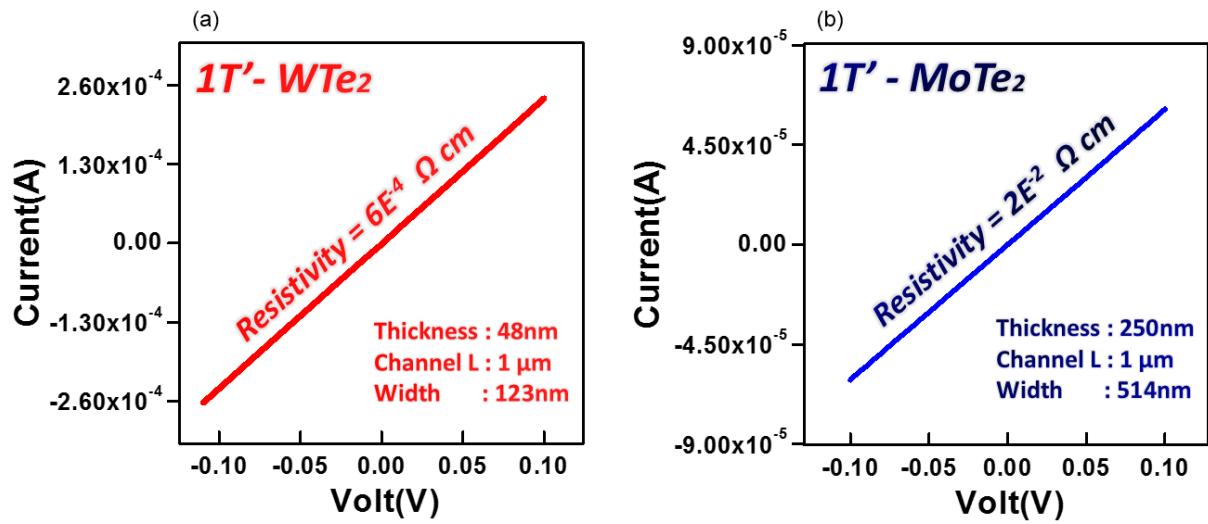 (a)
1T’- WTe2
Resistivity = 6E-4 Ω cm
Thickness : 48nm
Channel L : 1 μm
Width : 123nm
2.60x10-4
1.30x10-4
0.00
-1.30x10-4
-2.60x10-4
Current(A)
-0.10 -0.05 0.00 0.05 0.10
Volt(V)
(b)
1T’ - MoTe2
Resistivity = 2E-2 Ω cm
Thickness : 250nm
Channel L : 1 μm
Width : 514nm
9.00x10-5
4.50x10-5
0.00
-4.50x10-5
-9.00x10-5
Current(A)
-0.10 -0.05 0.00 0.05 0.10
Volt(V)